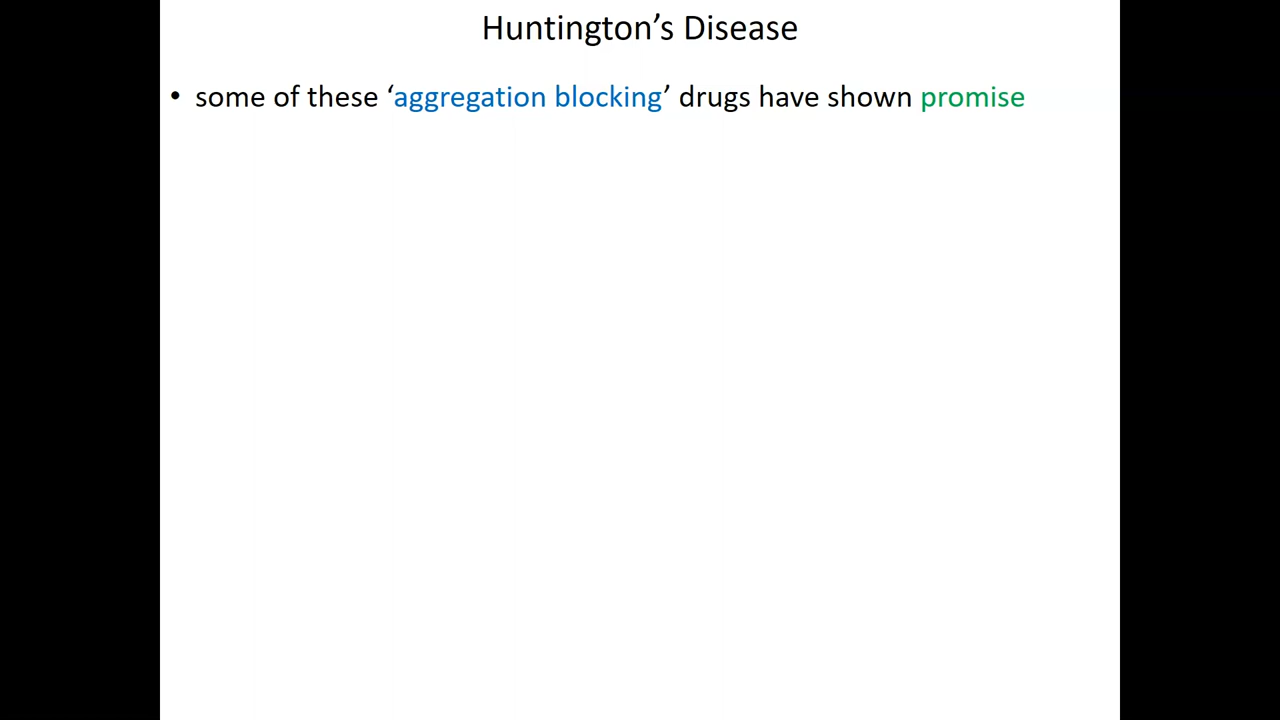 Huntington’s Disease
• some of these ‘aggregation blocking’ drugs have shown promise